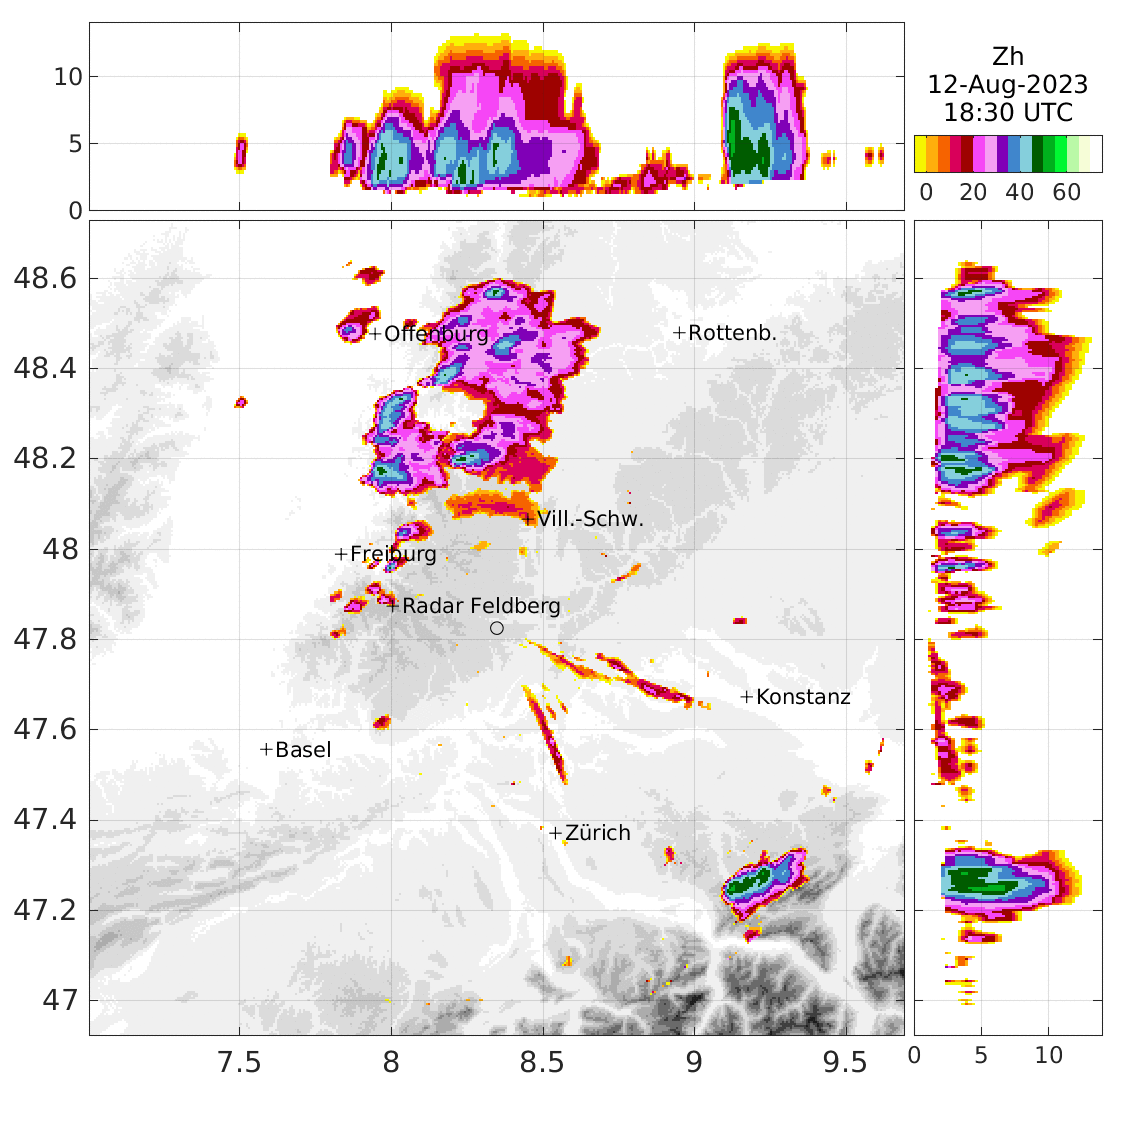 10
5
0
Zh
12-Aug-2023
18:30 UTC
0 20 40 60
48.6
48.4
48.2
48
47.8
47.6
47.4
47.2
47
+Offenburg
+Rottenb.
+Vill.-Schw.
+Freiburg
+Radar Feldberg
+Konstanz
+Basel
+Zürich
7.5 8 8.5 9 9.5
0 5 10